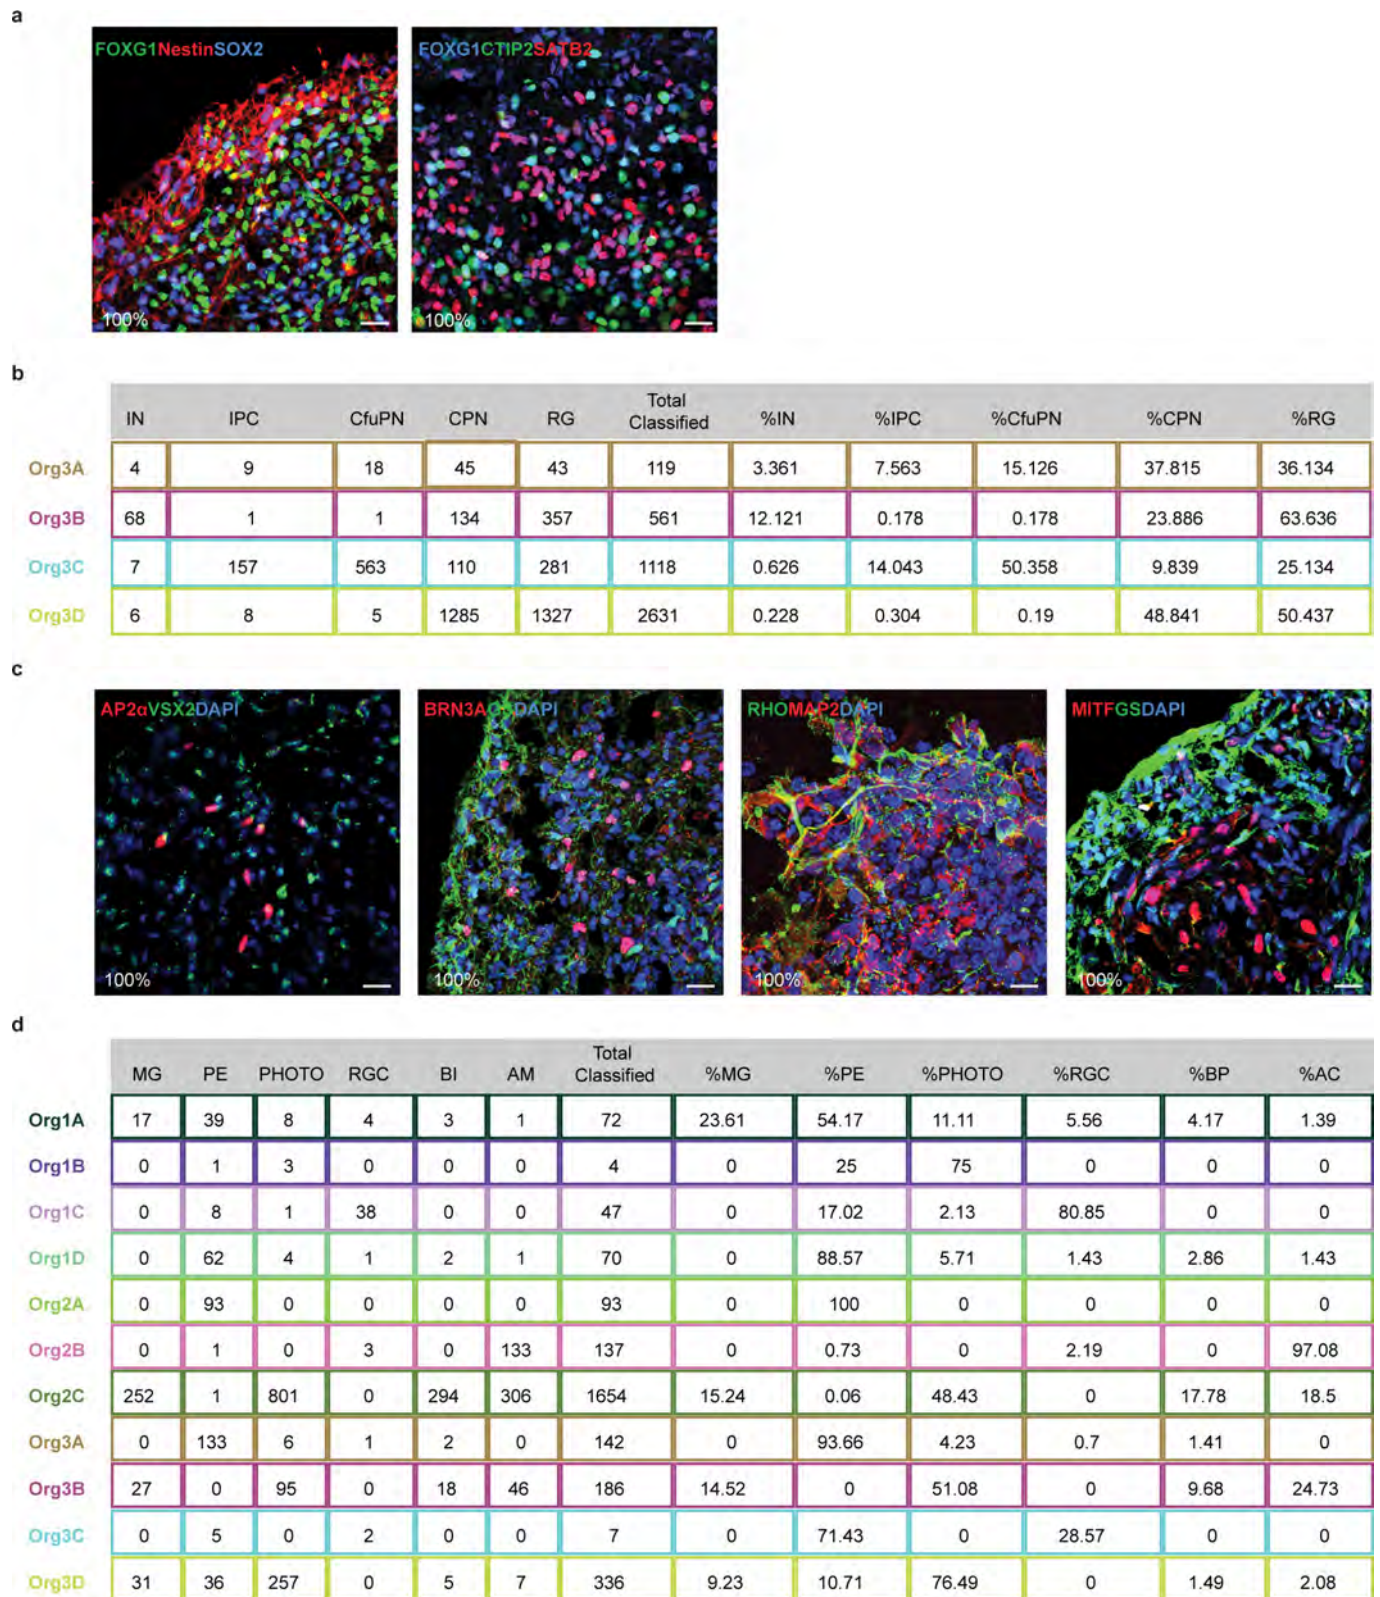 a
FOXG1NestinSOX2
FOXG1CTIP2SATB2
100%
100%
b
IN IPC CfuPN CPN RG Total Classified %IN %IPC %CfuPN %CPN %RG
Org3A 4 9 18 45 43 119 3.361 7.563 15.126 37.815 36.134
Org3B 68 1 1 134 357 561 12.121 0.178 0.178 23.886 63.636
Org3C 7 157 563 110 281 1118 0.626 14.043 50.358 9.839 25.134
Org3D 6 8 5 1285 1327 2631 0.228 0.304 0.19 48.841 50.437
c
AP2αVSX2DAPI
BRN3A DAPI
RHOMAP2DAPI
MITFGSDAPI
100%
100%
100%
100%
d
MG PE PHOTO RGC BI AM Total Classified %MG %PE %PHOTO %RGC %BP %AC
Org1A 17 39 8 4 3 1 72 23.61 54.17 11.11 5.56 4.17 1.39
Org1B 0 1 3 0 0 0 4 0 25 75 0 0 0
Org1C 0 8 1 38 0 0 47 0 17.02 2.13 80.85 0 0
Org1D 0 62 4 1 2 1 70 0 88.57 5.71 1.43 2.86 1.43
Org2A 0 93 0 0 0 0 93 0 100 0 0 0 0
Org2B 0 1 0 3 0 133 137 0 0.73 0 2.19 0 97.08
Org2C 252 1 801 0 294 306 1654 15.24 0.06 48.43 0 17.78 18.5
Org3A 0 133 6 1 2 0 142 0 93.66 4.23 0.7 1.41 0
Org3B 27 0 95 0 18 46 186 14.52 0 51.08 0 9.68 24.73
Org3C 0 5 0 2 0 0 7 0 71.43 0 28.57 0 0
Org3D 31 36 257 0 5 7 336 9.23 10.71 76.49 0 1.49 2.08